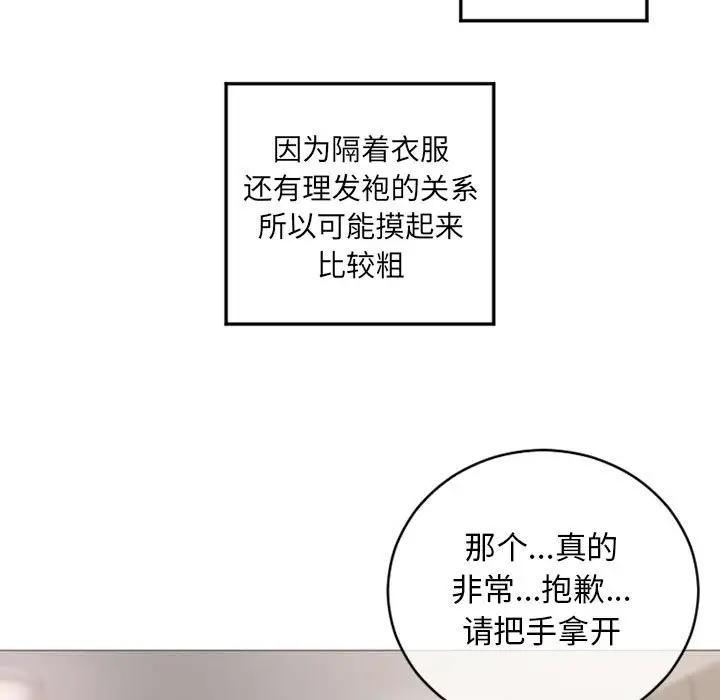 因为隔着衣服
还有理发袍的关系
所以可能摸起来
比较粗
那个...真的
非常...抱歉...
请把手拿开